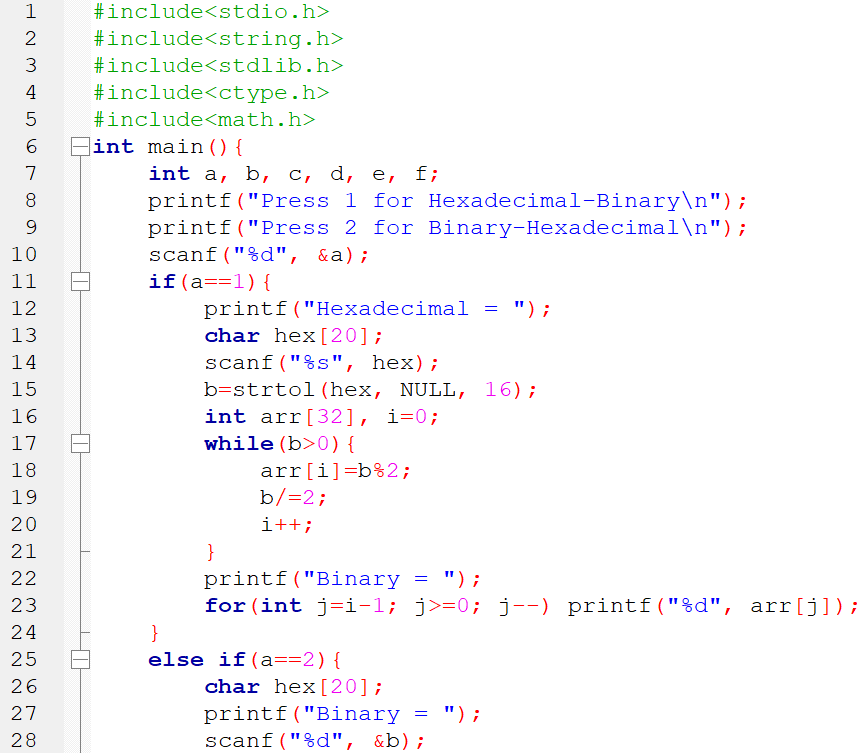 1 #include<stdio.h>
2 #include<string.h>
3 #include<stdlib.h>
4 #include<ctype.h>
5 #include<math.h>
6 int main(){
7     int a, b, c, d, e, f;
8     printf("Press 1 for Hexadecimal-Binary\n");
9     printf("Press 2 for Binary-Hexadecimal\n");
10     scanf("%d", &a);
11     if(a==1){
12         printf("Hexadecimal = ");
13         char hex[20];
14         scanf("%s", hex);
15         b=strtol(hex, NULL, 16);
16         int arr[32], i=0;
17         while(b>0){
18             arr[i]=b%2;
19             b/=2;
20             i++;
21         }
22         printf("Binary = ");
23         for(int j=i-1; j>=0; j--) printf("%d", arr[j]);
24     }
25     else if(a==2){
26         char hex[20];
27         printf("Binary = ");
28         scanf("%d", &b);